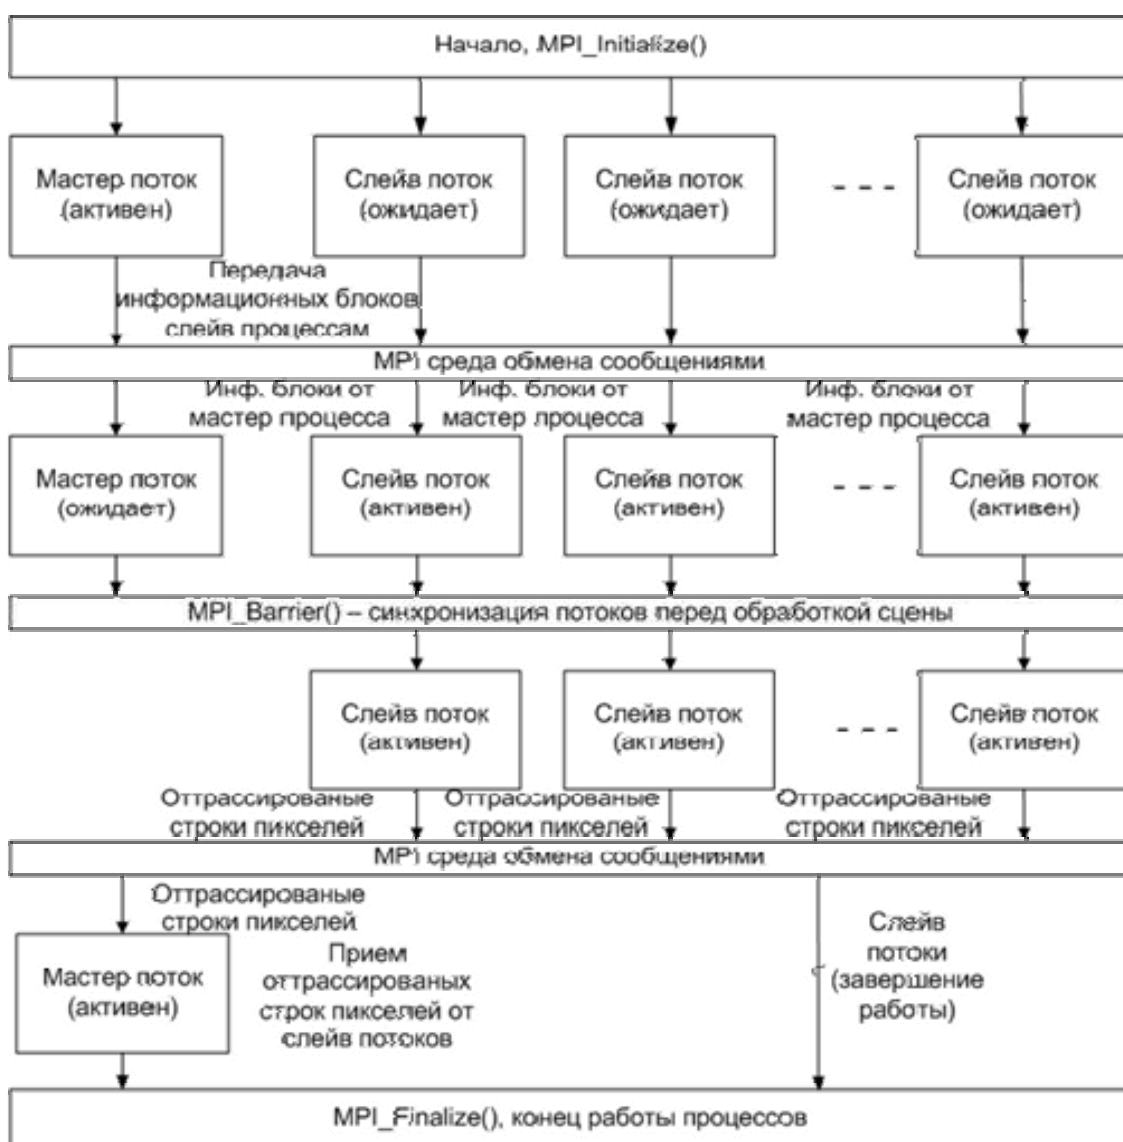 Начало, MPI_Initialize()
Мастер поток
(активен)
Слейв поток
(ожидает)
Слейв поток
(ожидает)
Слейв поток
(ожидает)
Передача
информационных блоков
слейв процессам
MPI среда обмена сообщениями
Инф. блоки от
мастер процесса
Инф. блоки от
мастер процесса
Инф. блоки от
мастер процесса
Мастер поток
(ожидает)
Слейв поток
(активен)
Слейв поток
(активен)
Слейв поток
(активен)
MPI_Barrier() – синхронизация потоков перед обработкой сцены
Слейв поток
(активен)
Слейв поток
(активен)
Слейв поток
(активен)
Оттрассированые
строки пикселей
Оттрассированые
строки пикселей
Оттрассированые
строки пикселей
MPI среда обмена сообщениями
Оттрассированые
строки пикселей
Мастер поток
(активен)
Прием
оттрассированых
строк пикселей от
слейв потоков
Слейв
потоки
(завершение
работы)
MPI_Finalize(), конец работы процессов